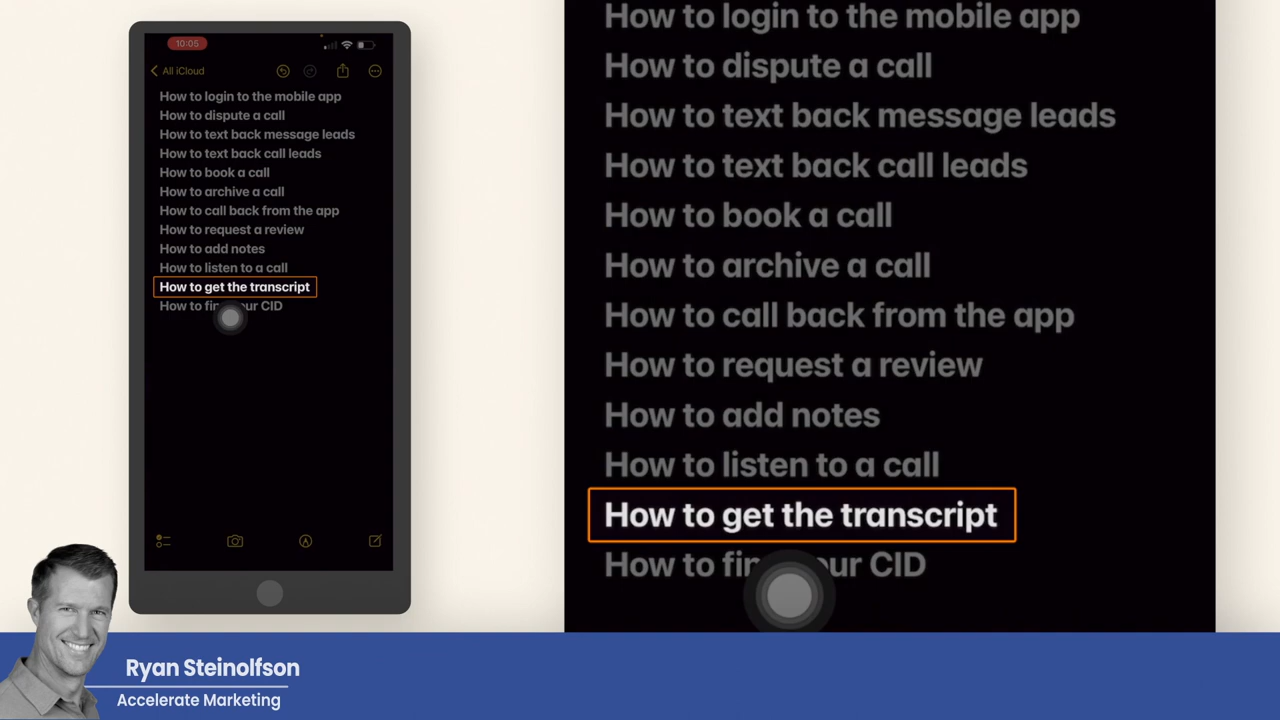 10:05
All iCloud
How to login to the mobile app
How to dispute a call
How to text back message leads
How to text back call leads
How to book a call
How to archive a call
How to call back from the app
How to request a review
How to add notes
How to listen to a call
How to get the transcript
How to CID
How to login to the mobile app
How to dispute a call
How to text back message leads
How to text back call leads
How to book a call
How to archive a call
How to call back from the app
How to request a review
How to add notes
How to listen to a call
How to get the transcript
How to CID
Ryan Steinolfson
Accelerate Marketing